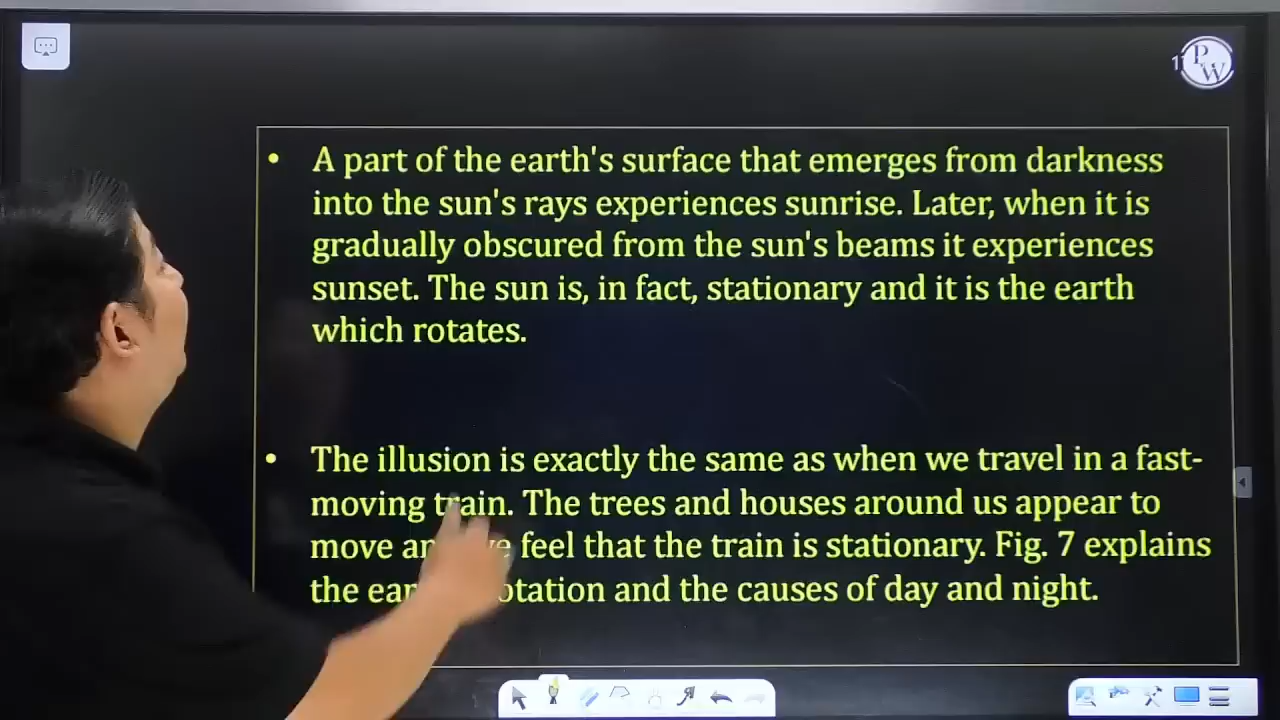 PW
• A part of the earth's surface that emerges from darkness
into the sun's rays experiences sunrise. Later, when it is
gradually obscured from the sun's beams it experiences
sunset. The sun is, in fact, stationary and it is the earth
which rotates.
• The illusion is exactly the same as when we travel in a fast-
moving train. The trees and houses around us appear to
move feel that the train is stationary. Fig. 7 explains
the rotation and the causes of day and night.